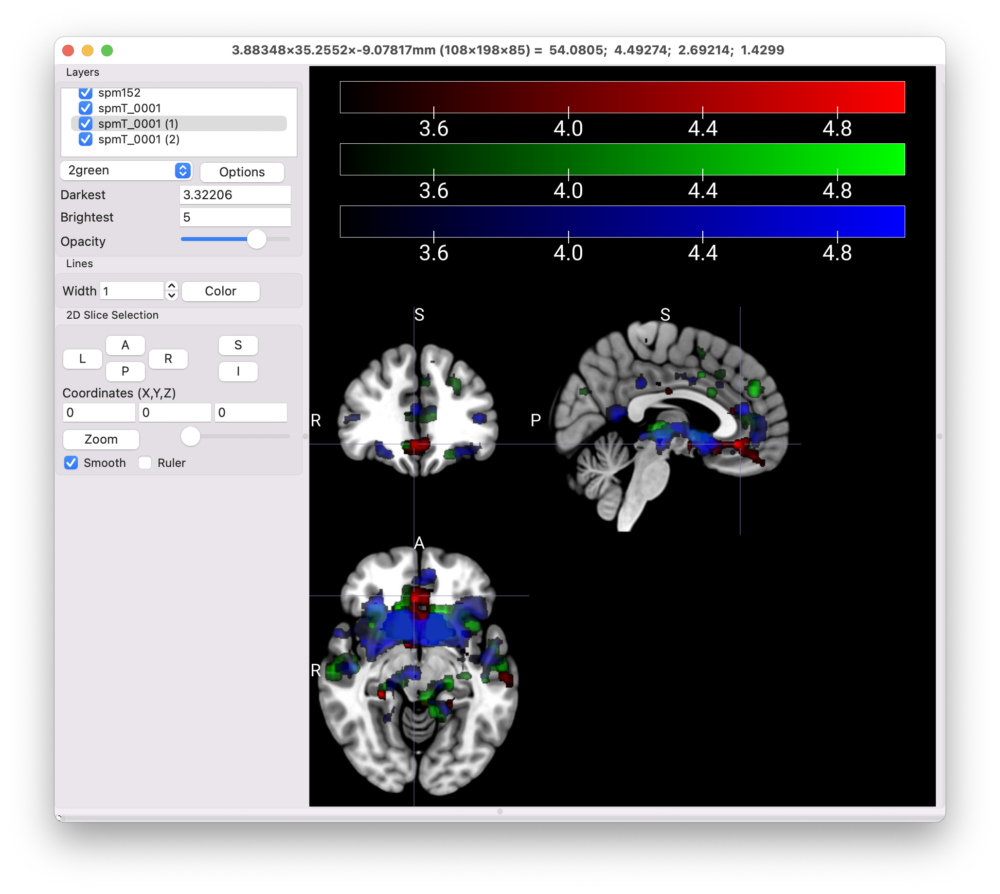 3.88348×35.2552×-9.07817mm (108×198×85) = 54.0805; 4.49274; 2.69214; 1.4299
Layers
spm152
spmT_0001
spmT_0001 (1)
spmT_0001 (2)
2green
Options
Darkest
3.32206
Brightest
5
Opacity
Lines
Width
1
Color
2D Slice Selection
A
S
L
R
P
I
Coordinates (X,Y,Z)
0
0
0
Zoom
Smooth
Ruler
3.6 4.0 4.4 4.8
3.6 4.0 4.4 4.8
3.6 4.0 4.4 4.8
S
S
R
P
A
R